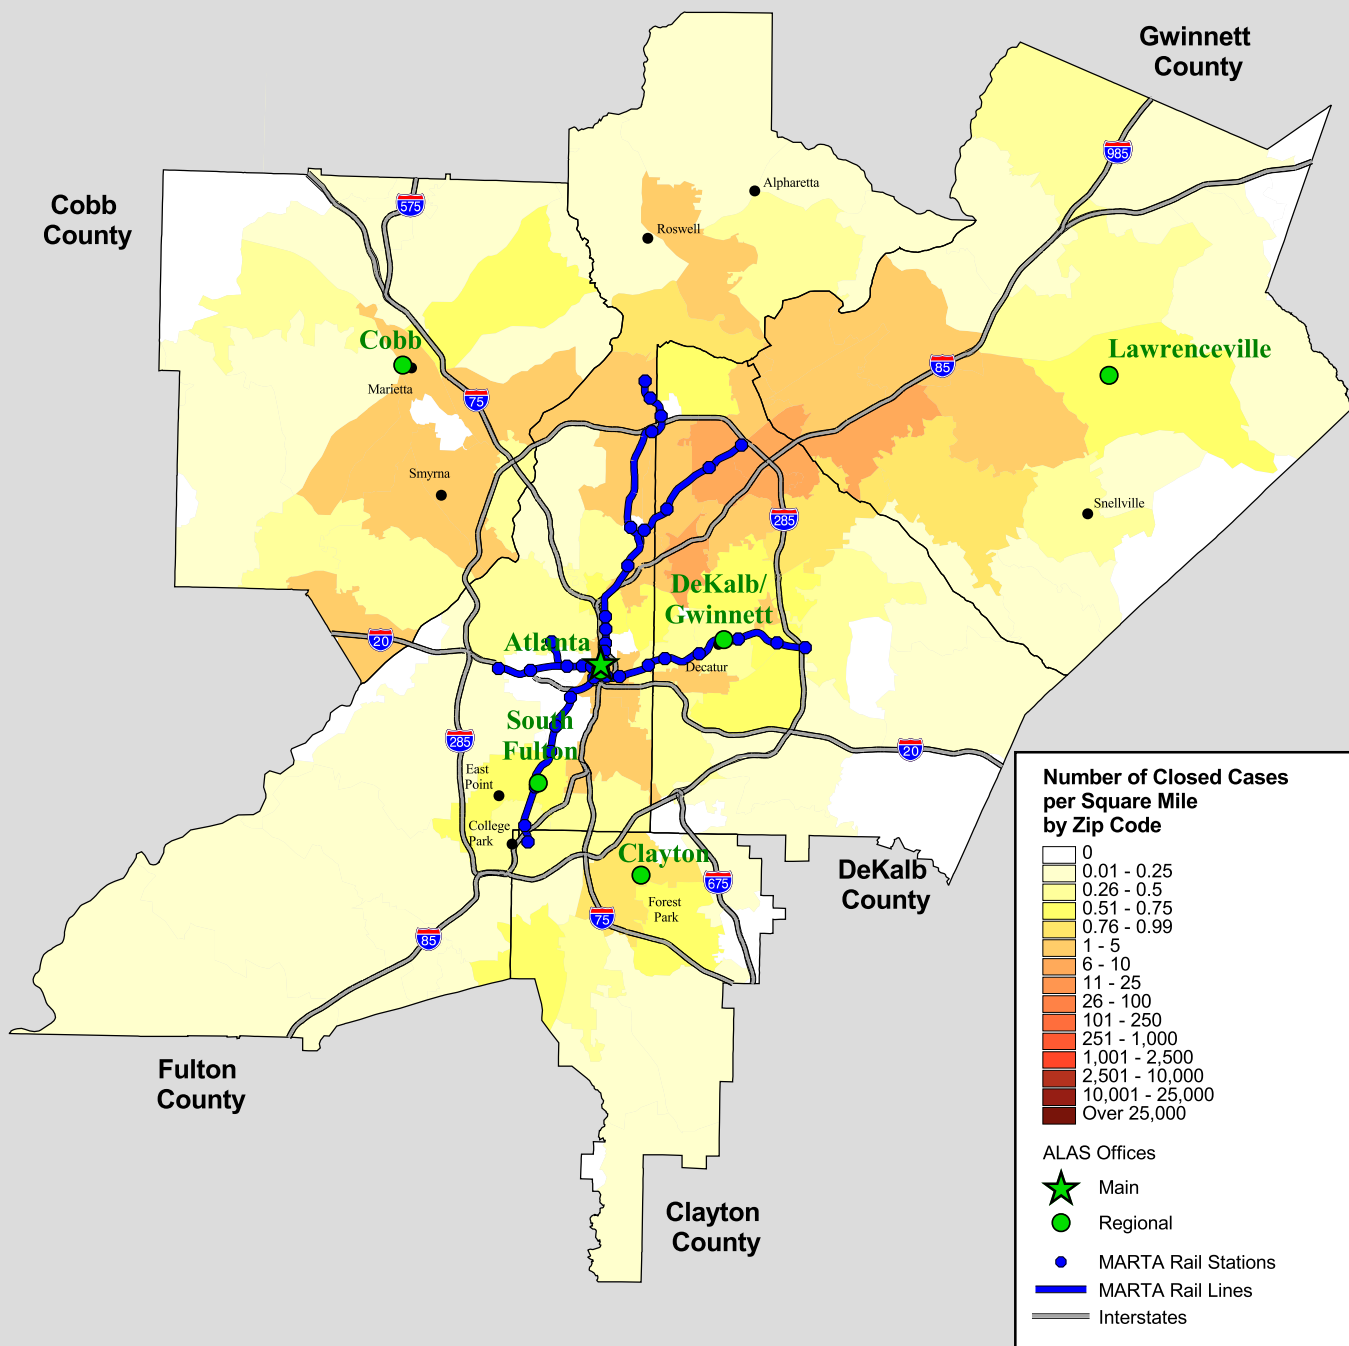 Gwinnett
County
985
Alpharetta
575
Cobb
County
Roswell
Cobb
Lawrenceville
85
Marietta
75
Smyrna
Snellville
285
DeKalb/
Gwinnett
20
Atlanta
Decatur
South
Fulton
285
20
East
Point
College
Park
Clayton
DeKalb
County
675
Forest
Park
75
85
Fulton
County
Clayton
County
Number of Closed Cases
per Square Mile
by Zip Code
0
0.01 - 0.25
0.26 - 0.5
0.51 - 0.75
0.76 - 0.99
1 - 5
6 - 10
11 - 25
26 - 100
101 - 250
251 - 1,000
1,001 - 2,500
2,501 - 10,000
10,001 - 25,000
Over 25,000
ALAS Offices
Main
Regional
MARTA Rail Stations
MARTA Rail Lines
Interstates